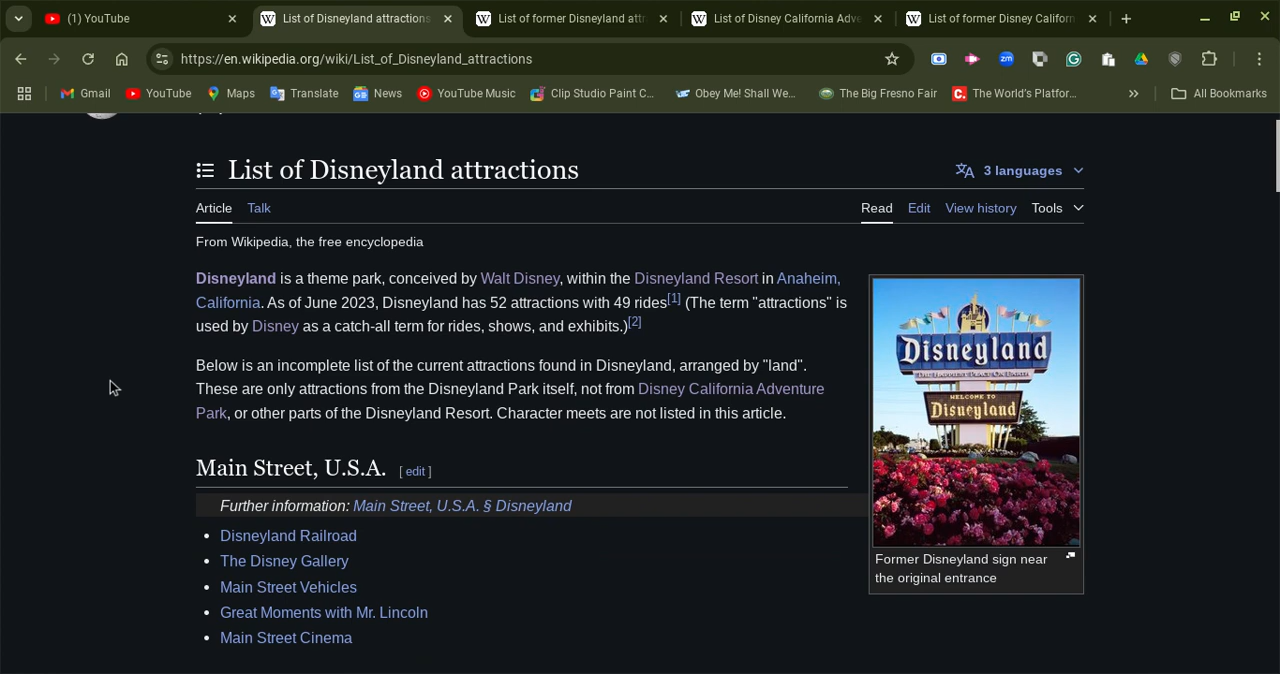 (1) YouTube
List of Disneyland attractions
List of former Disneyland attr
List of Disney California Adve
List of former Disney Californ
https://en.wikipedia.org/wiki/List_of_Disneyland_attractions
Gmail
YouTube
Maps
Translate
News
YouTube Music
Clip Studio Paint C...
Obey Me! Shall We...
The Big Fresno Fair
The World's Platfor...
All Bookmarks
List of Disneyland attractions
3 languages
Article
Talk
Read
Edit
View history
Tools
From Wikipedia, the free encyclopedia
Disneyland is a theme park, conceived by Walt Disney, within the Disneyland Resort in Anaheim,
California. As of June 2023, Disneyland has 52 attractions with 49 rides[1] (The term "attractions" is
used by Disney as a catch-all term for rides, shows, and exhibits.)[2]
Below is an incomplete list of the current attractions found in Disneyland, arranged by "land".
These are only attractions from the Disneyland Park itself, not from Disney California Adventure
Park, or other parts of the Disneyland Resort. Character meets are not listed in this article.
Disneyland
THE HAPPIEST PLACE ON EARTH
WELCOME TO
Disneyland
Former Disneyland sign near
the original entrance
Main Street, U.S.A. [ edit ]
Further information: Main Street, U.S.A. § Disneyland
• Disneyland Railroad
• The Disney Gallery
• Main Street Vehicles
• Great Moments with Mr. Lincoln
• Main Street Cinema